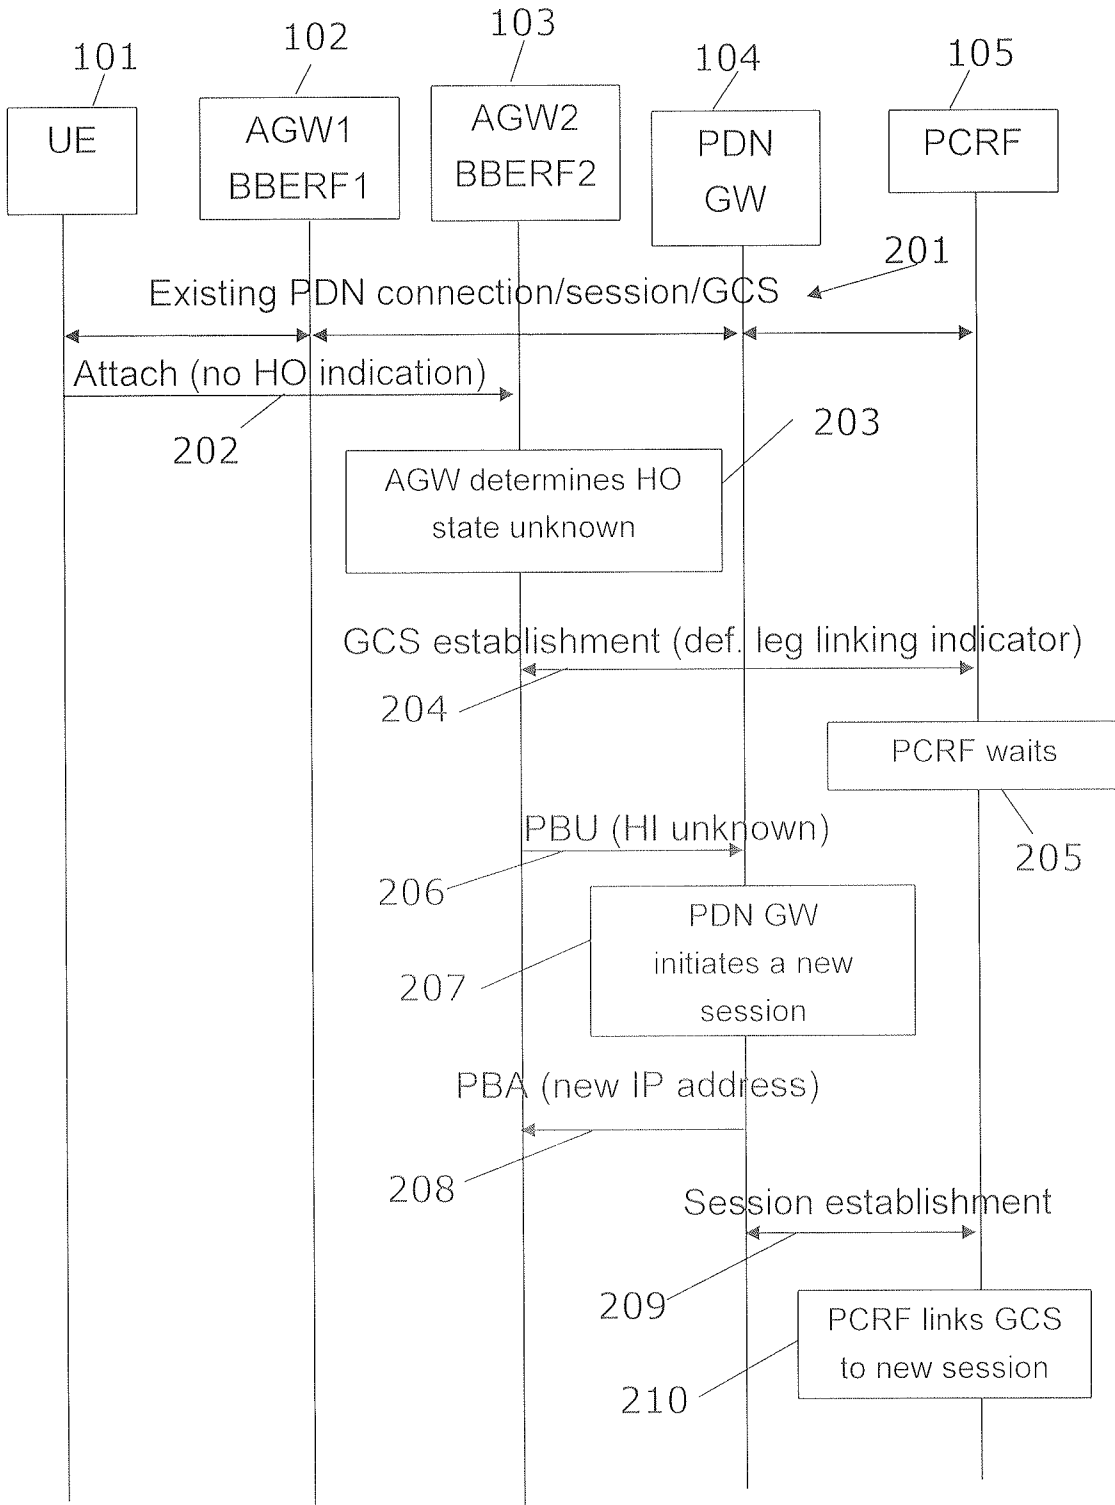 101
102
103
104
105
UE
AGW1
BBERF1
AGW2
BBERF2
PDN
GW
PCRF
201
Existing PDN connection/session/GCS
Attach (no HO indication)
202
203
AGW determines HO
state unknown
GCS establishment (def. leg linking indicator)
204
PCRF waits
205
PBU (HI unknown)
206
PDN GW
initiates a new
session
207
PBA (new IP address)
208
Session establishment
209
PCRF links GCS
to new session
210